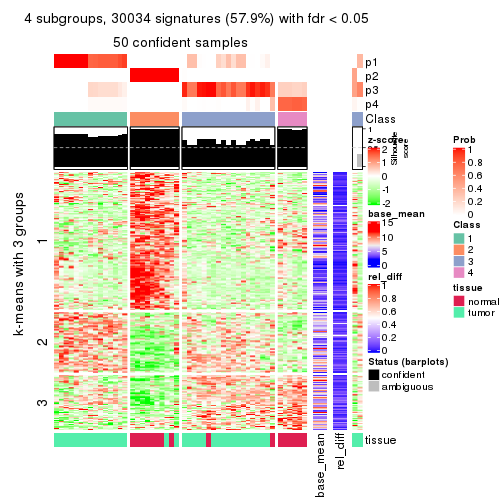 4 subgroups, 30034 signatures (57.9%) with fdr < 0.05
50 confident samples
p1
p2
p3
p4
Class
1
Silhouette
score
k-means with 3 groups
1
2
3
z-score
2
1
0
-1
-2
base_mean
15
10
5
0
rel_diff
1
0.8
0.6
0.4
0.2
0
Status (barplots)
confident
ambiguous
Prob
1
0.8
0.6
0.4
0.2
0
Class
1
2
3
4
tissue
normal
tumor
tissue
base_mean
rel_diff